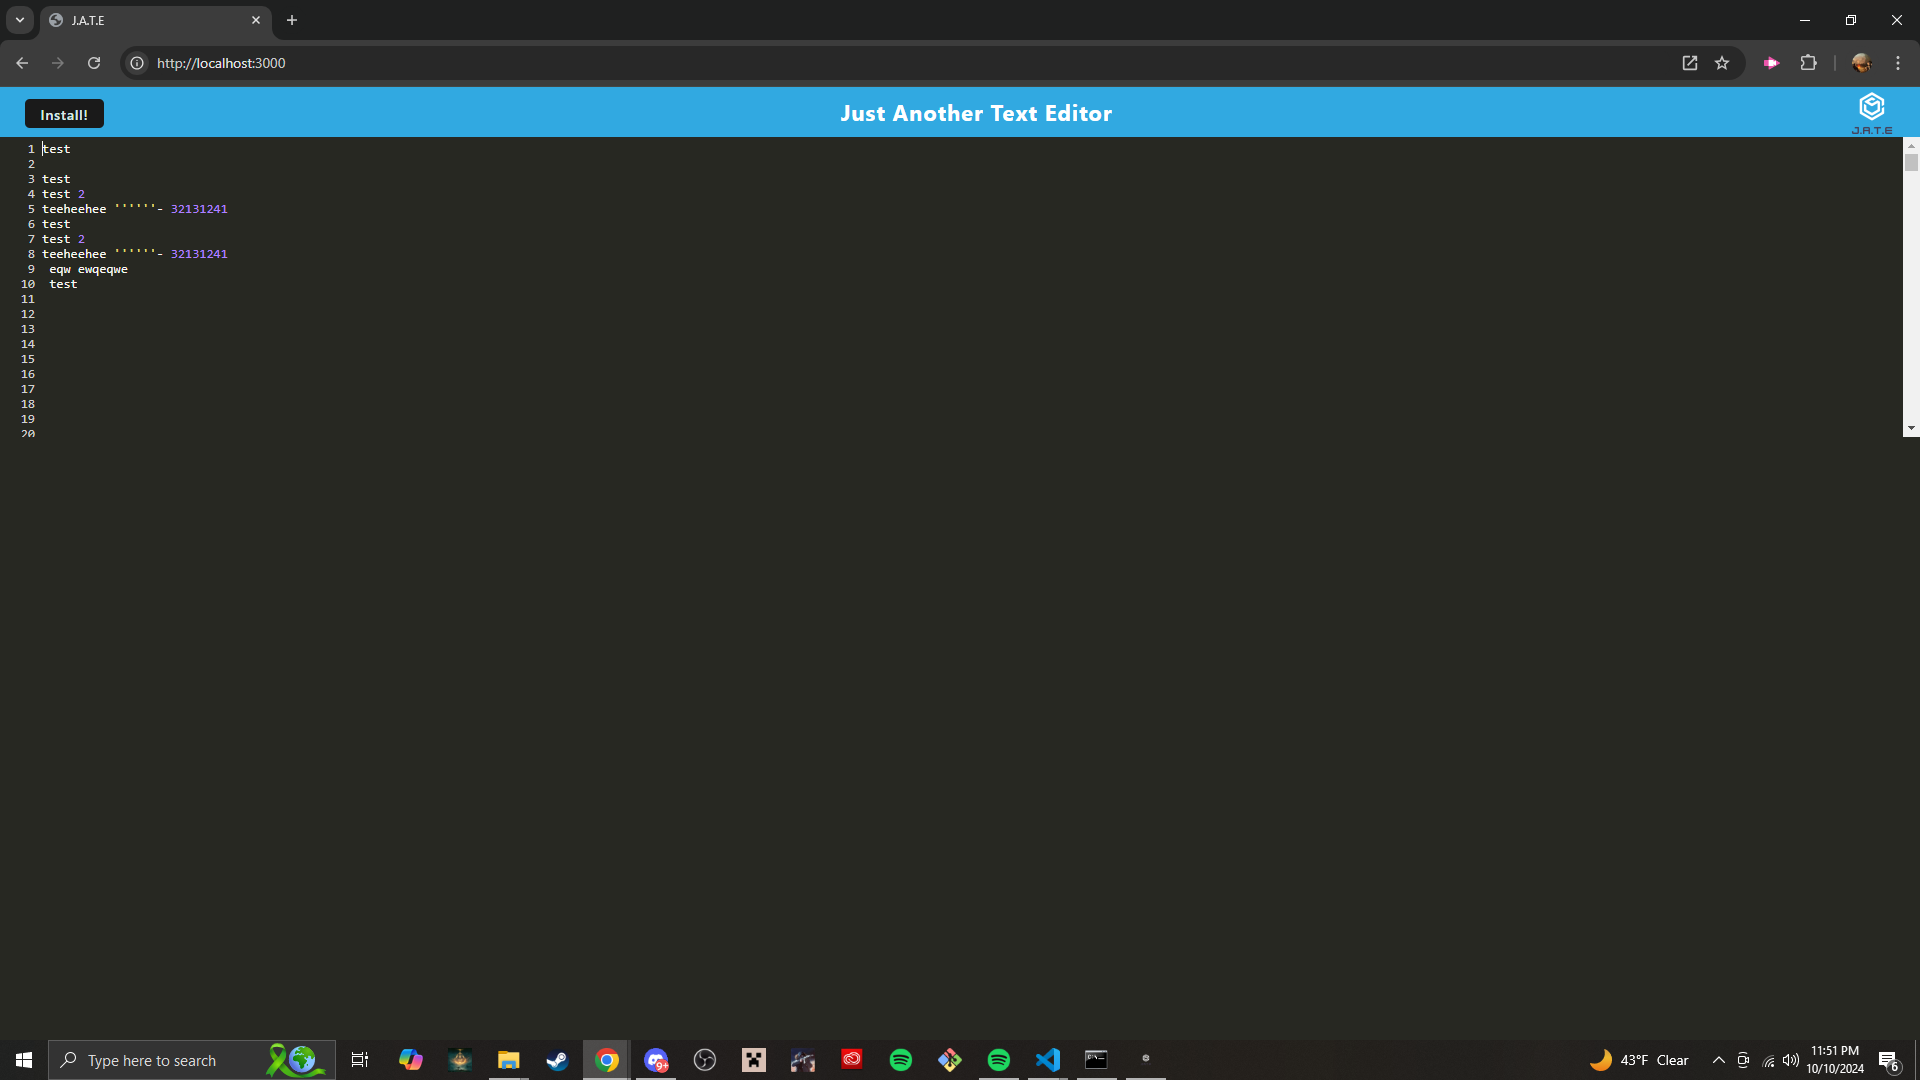 J.A.T.E
http://localhost:3000
Install!
Just Another Text Editor
J.A.T.E
1 test
2
3 test
4 test 2
5 teeheehee ''''''- 32131241
6 test
7 test 2
8 teeheehee ''''''- 32131241
9 eqw ewqeqwe
10 test
11
12
13
14
15
16
17
18
19
20
Type here to search
9+
43°F Clear
11:51 PM
10/10/2024
6